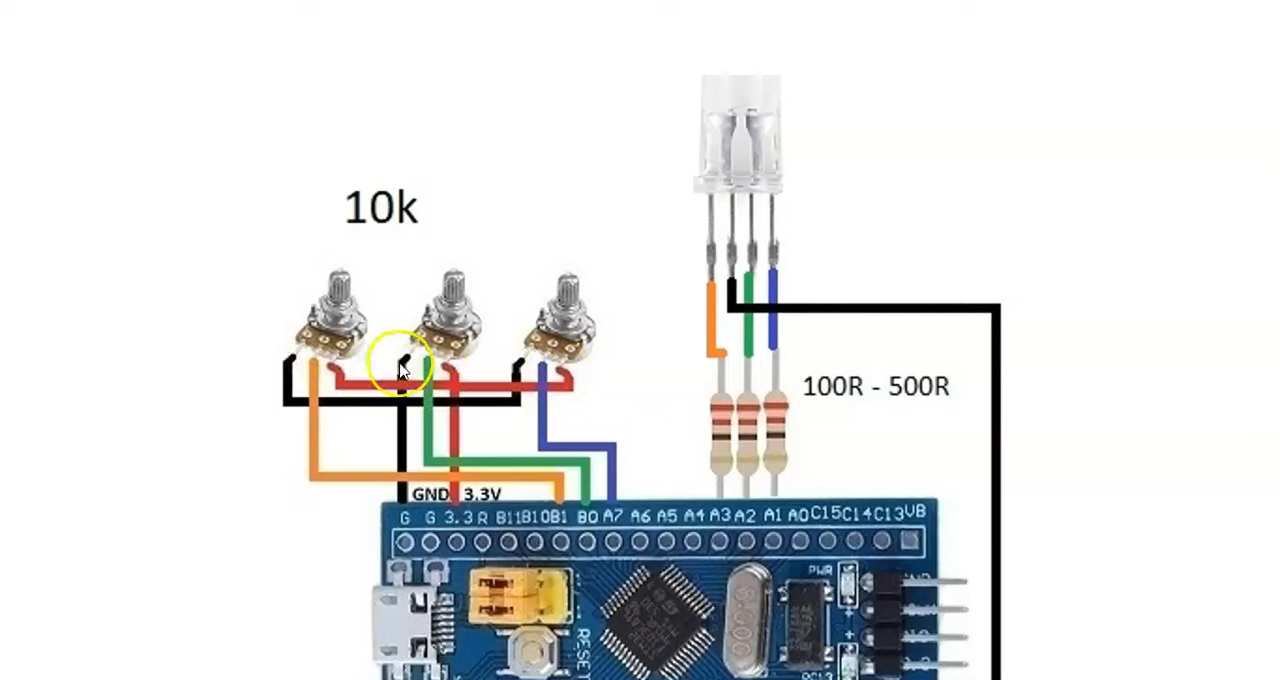 10k
100R - 500R
GND 3.3V
G G 3.3 R B11 B10 B1 B0 A7 A6 A5 A4 A3 A2 A1 A0 C15 C14 C13 VB
PWR
RESET
PC13